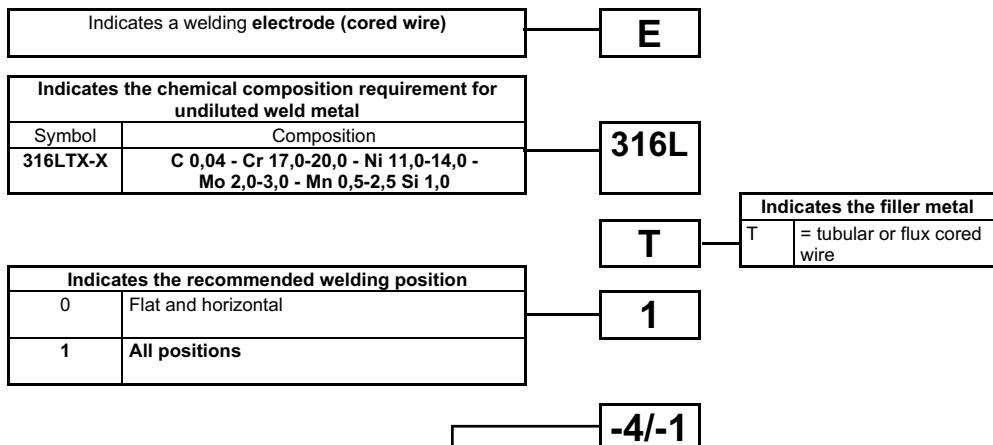 Indicates a welding electrode (cored wire)
E
Indicates the chemical composition requirement for
undiluted weld metal
Symbol Composition
316LTX-X C 0,04 - Cr 17,0-20,0 - Ni 11,0-14,0 -
Mo 2,0-3,0 - Mn 0,5-2,5 Si 1,0
316L
T
Indicates the filler metal
T = tubular or flux cored
wire
Indicates the recommended welding position
0 Flat and horizontal
1 All positions
1
-4/-1